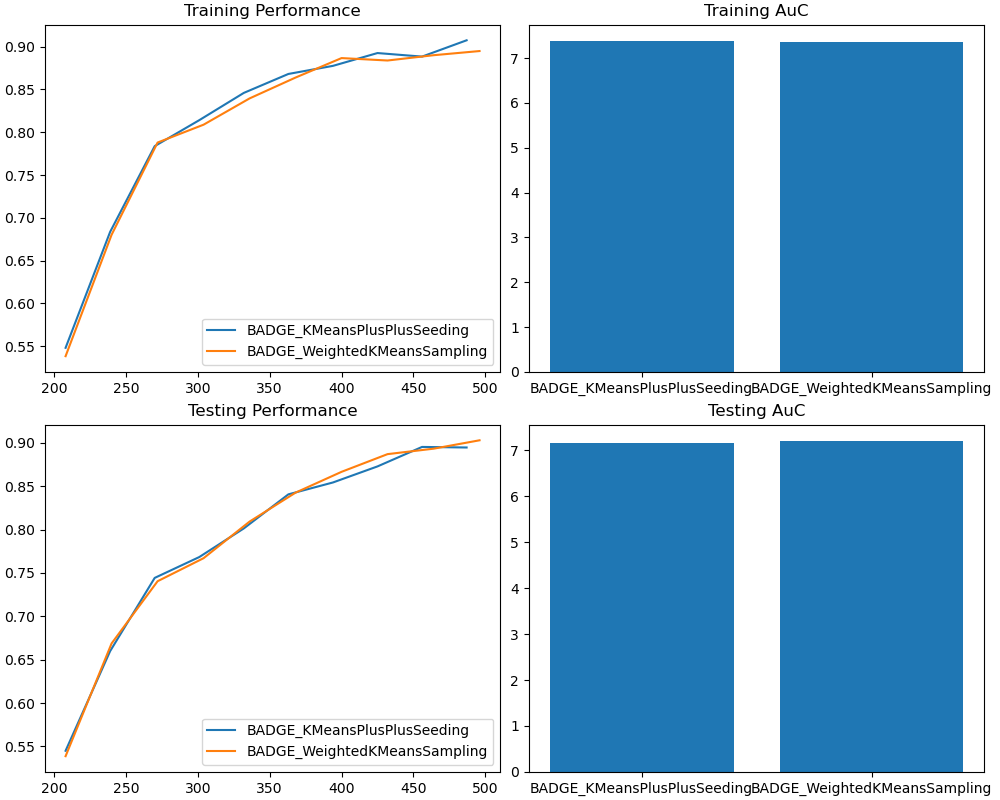 Training Performance
0.90
0.85
0.80
0.75
0.70
0.65
0.60
0.55
BADGE_KMeansPlusPlusSeeding
BADGE_WeightedKMeansSampling
200 250 300 350 400 450 500
Training AuC
7
6
5
4
3
2
1
0
BADGE_KMeansPlusPlusSeeding BADGE_WeightedKMeansSampling
Testing Performance
0.90
0.85
0.80
0.75
0.70
0.65
0.60
0.55
BADGE_KMeansPlusPlusSeeding
BADGE_WeightedKMeansSampling
200 250 300 350 400 450 500
Testing AuC
7
6
5
4
3
2
1
0
BADGE_KMeansPlusPlusSeeding BADGE_WeightedKMeansSampling